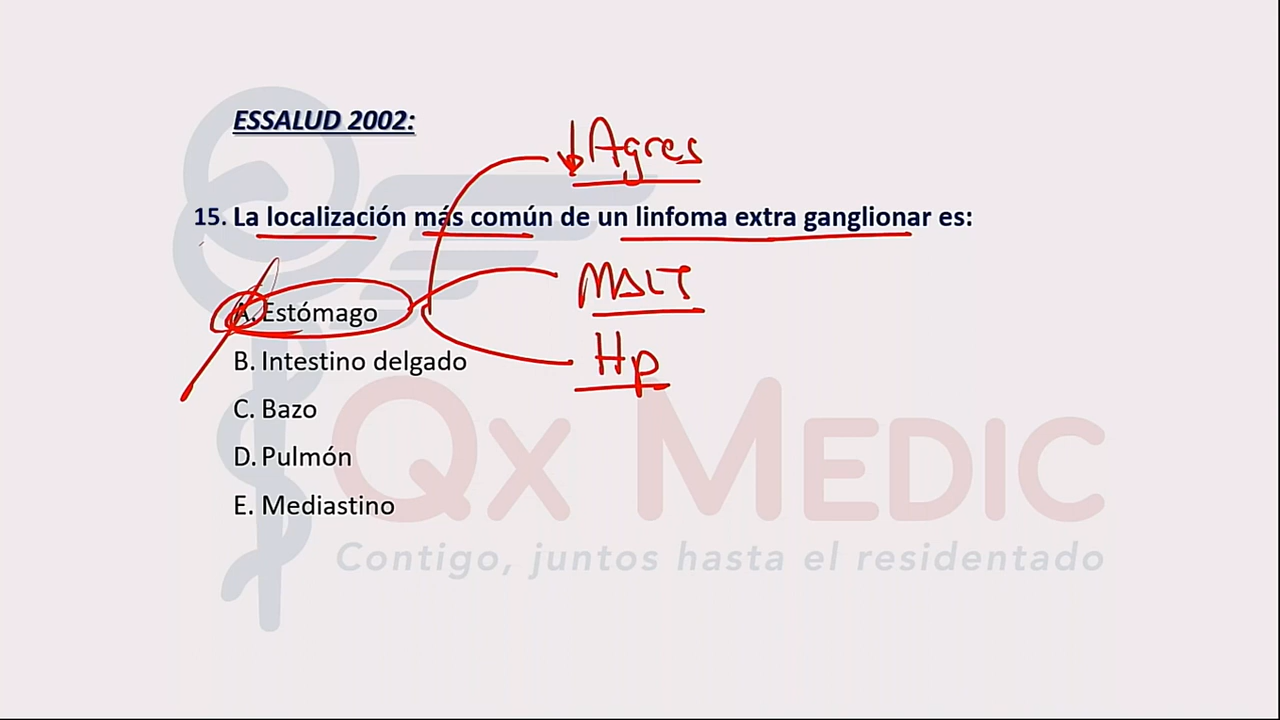 ESSALUD 2002:
↓ Agres
15. La localización más común de un linfoma extra ganglionar es:
MALT
A. Estómago
Hp
B. Intestino delgado
C. Bazo
D. Pulmón
E. Mediastino
QX MEDIC
Contigo, juntos hasta el residentado